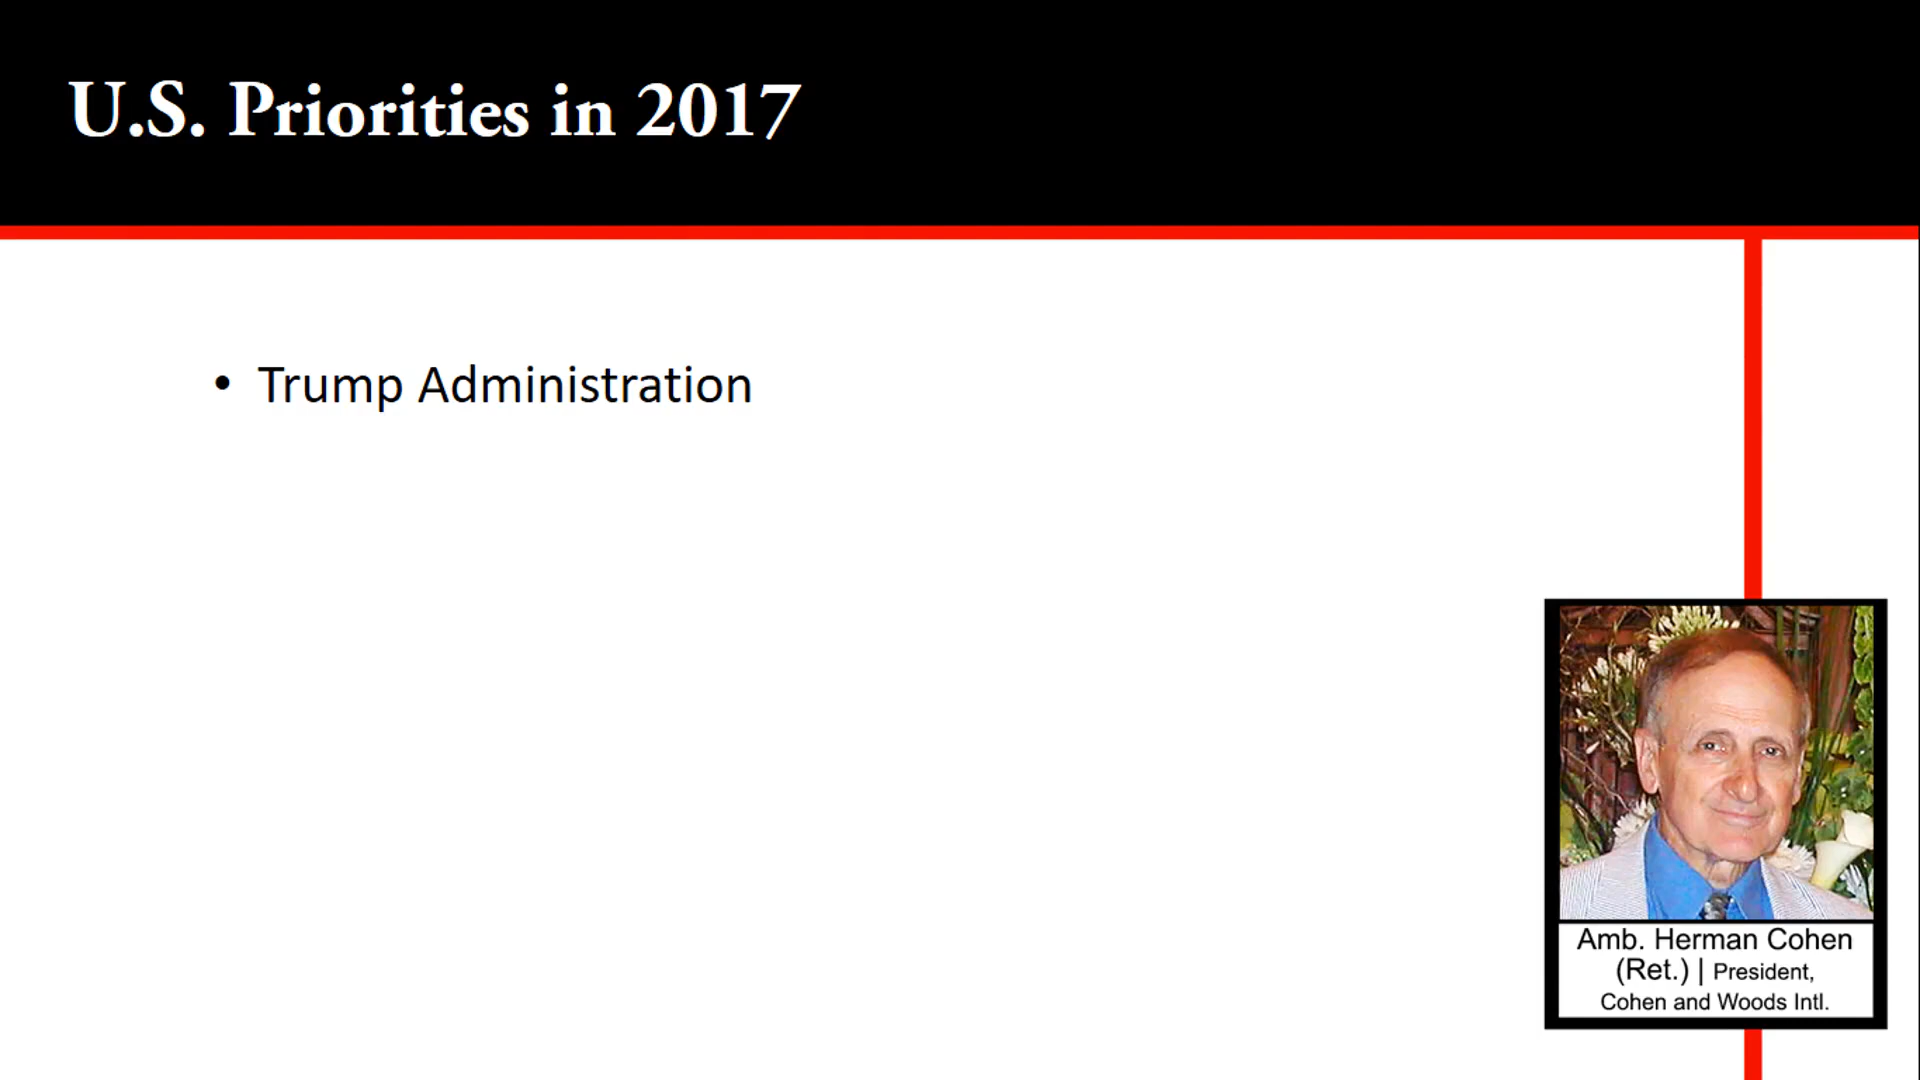 U.S. Priorities in 2017
• Trump Administration
Amb. Herman Cohen
(Ret.) | President,
Cohen and Woods Intl.